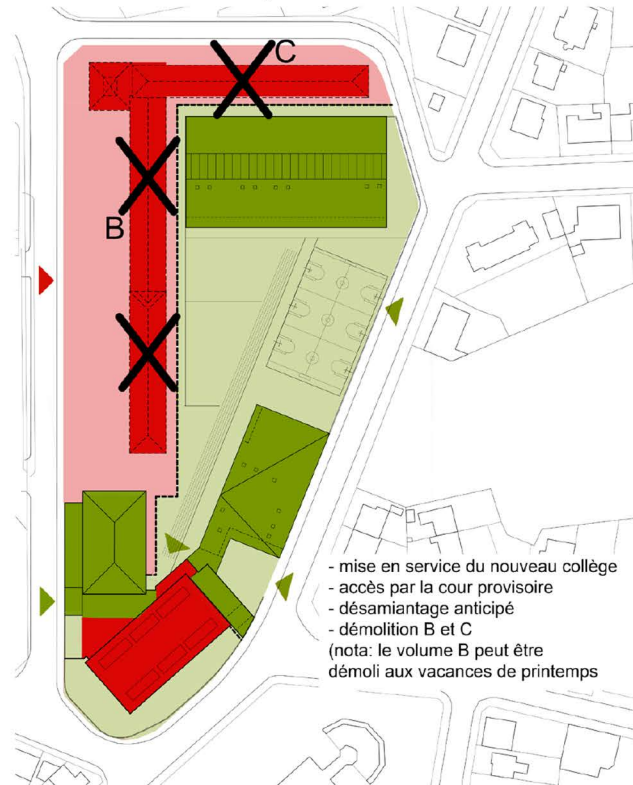 C
B
- mise en service du nouveau collège
- accès par la cour provisoire
- désamiantage anticipé
- démolition B et C
(nota: le volume B peut être
démoli aux vacances de printemps